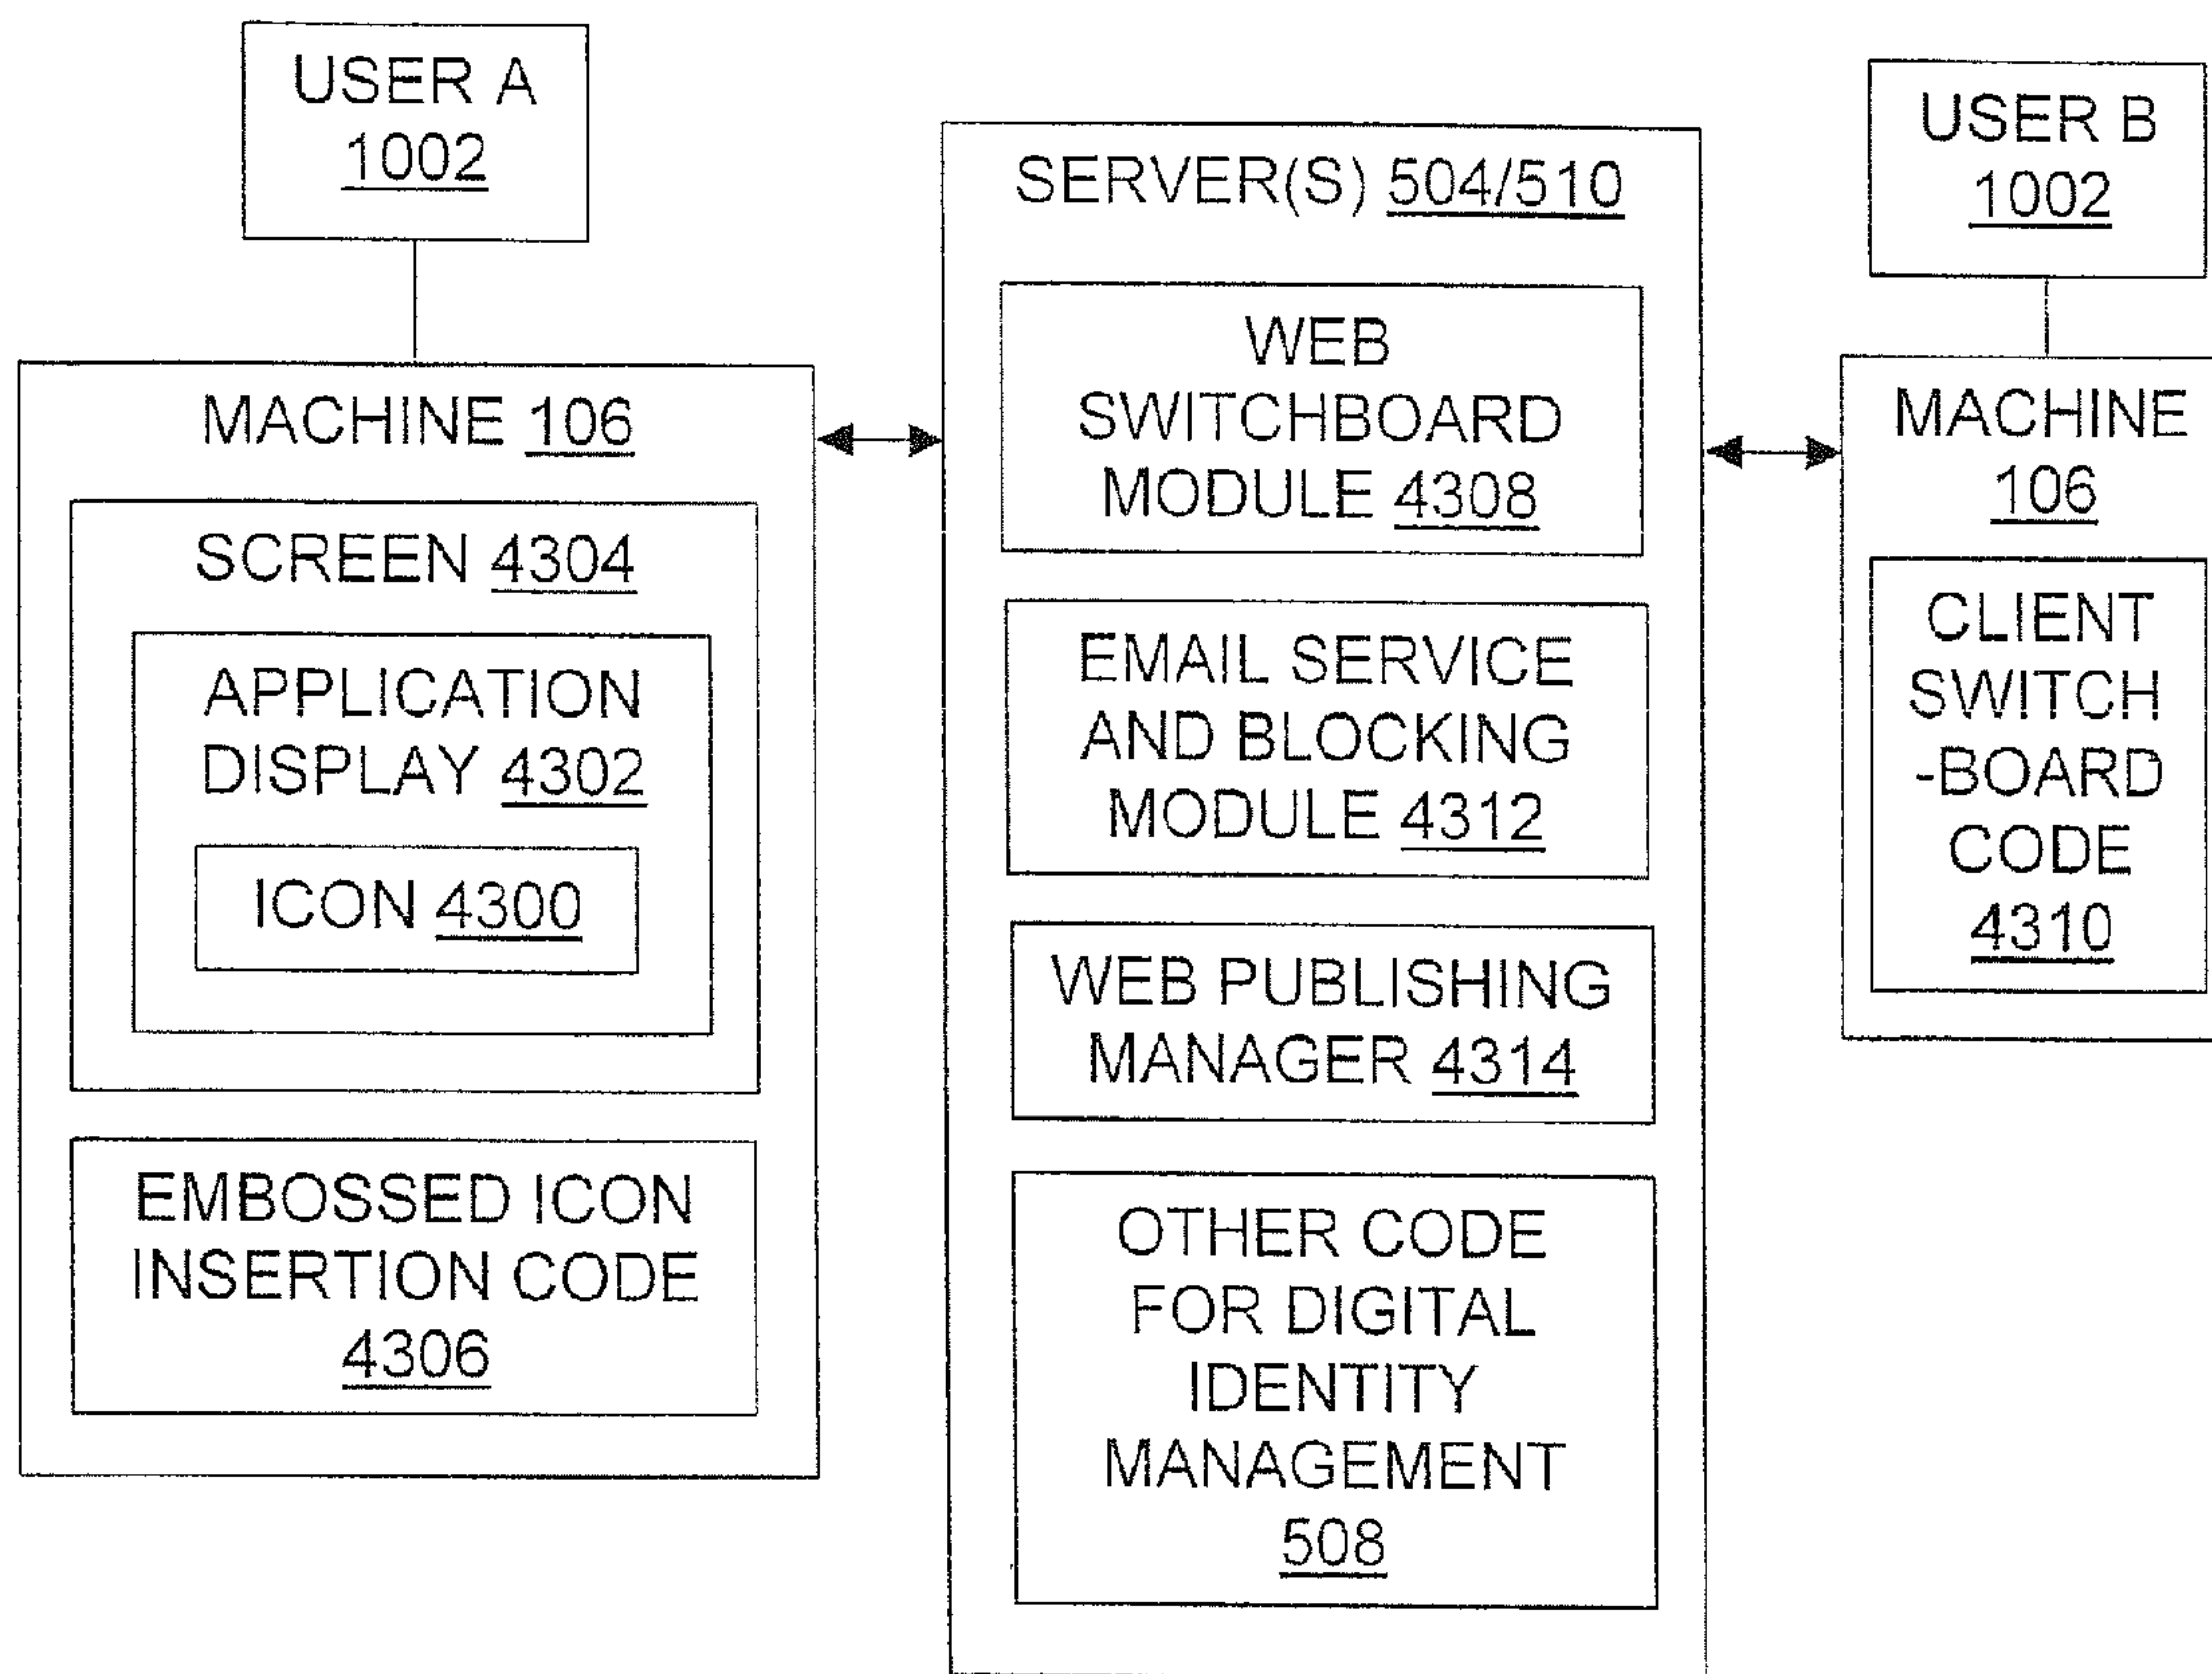 USER A
1002
MACHINE 106
SCREEN 4304
APPLICATION
DISPLAY 4302
ICON 4300
EMBOSSED ICON
INSERTION CODE
4306
SERVER(S) 504/510
WEB
SWITCHBOARD
MODULE 4308
EMAIL SERVICE
AND BLOCKING
MODULE 4312
WEB PUBLISHING
MANAGER 4314
OTHER CODE
FOR DIGITAL
IDENTITY
MANAGEMENT
508
USER B
1002
MACHINE
106
CLIENT
SWITCH
-BOARD
CODE
4310